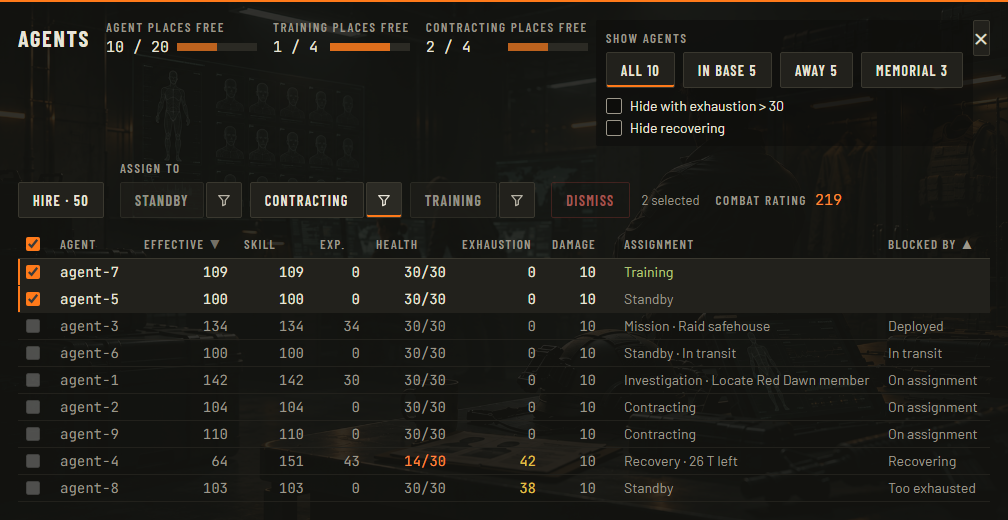 AGENTS
AGENT PLACES FREE
10 / 20
TRAINING PLACES FREE
1 / 4
CONTRACTING PLACES FREE
2 / 4
SHOW AGENTS
ALL 10
IN BASE 5
AWAY 5
MEMORIAL 3
Hide with exhaustion > 30
Hide recovering
ASSIGN TO
HIRE · 50
STANDBY
CONTRACTING
TRAINING
DISMISS
2 selected
COMBAT RATING 219
AGENT EFFECTIVE ▼ SKILL EXP. HEALTH EXHAUSTION DAMAGE ASSIGNMENT BLOCKED BY ▲
agent-7 109 109 0 30/30 0 10 Training
agent-5 100 100 0 30/30 0 10 Standby
agent-3 134 134 34 30/30 0 10 Mission · Raid safehouse Deployed
agent-6 100 100 0 30/30 0 10 Standby · In transit In transit
agent-1 142 142 30 30/30 0 10 Investigation · Locate Red Dawn member On assignment
agent-2 104 104 0 30/30 0 10 Contracting On assignment
agent-9 110 110 0 30/30 0 10 Contracting On assignment
agent-4 64 151 43 14/30 42 10 Recovery · 26 T left Recovering
agent-8 103 103 0 30/30 38 10 Standby Too exhausted